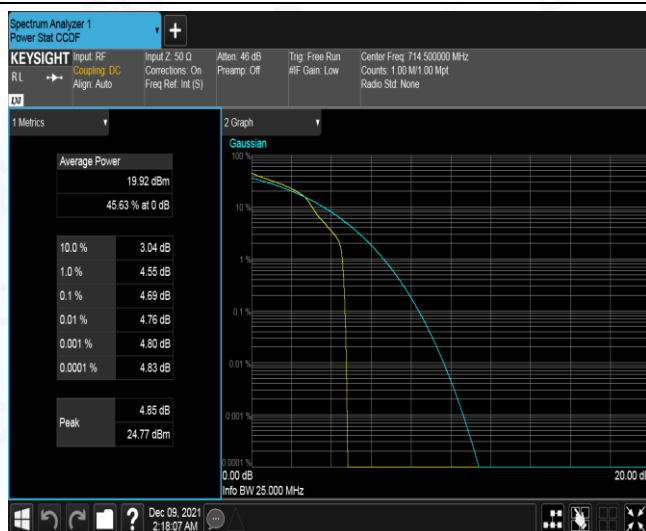 Spectrum Analyzer 1
Power Stat CCDF
+
KEYSIGHT
RL
LXI
Input: RF
Coupling: DC
Align: Auto
Input Z: 50 Ω
Corrections: On
Freq Ref: Int (S)
Atten: 46 dB
Preamp: Off
Trig: Free Run
#IF Gain: Low
Center Freq: 714.500000 MHz
Counts: 1.00 M/1.00 Mpt
Radio Std: None
1 Metrics
Average Power
19.92 dBm
45.63 % at 0 dB
10.0 % 3.04 dB
1.0 % 4.55 dB
0.1 % 4.69 dB
0.01 % 4.76 dB
0.001 % 4.80 dB
0.0001 % 4.83 dB
Peak
4.85 dB
24.77 dBm
2 Graph
Gaussian
100 %
10 %
1 %
0.1 %
0.01 %
0.001 %
0.0001 %
0.00 dB
20.00 dB
Info BW 25.000 MHz
?
Dec 09, 2021
2:18:07 AM